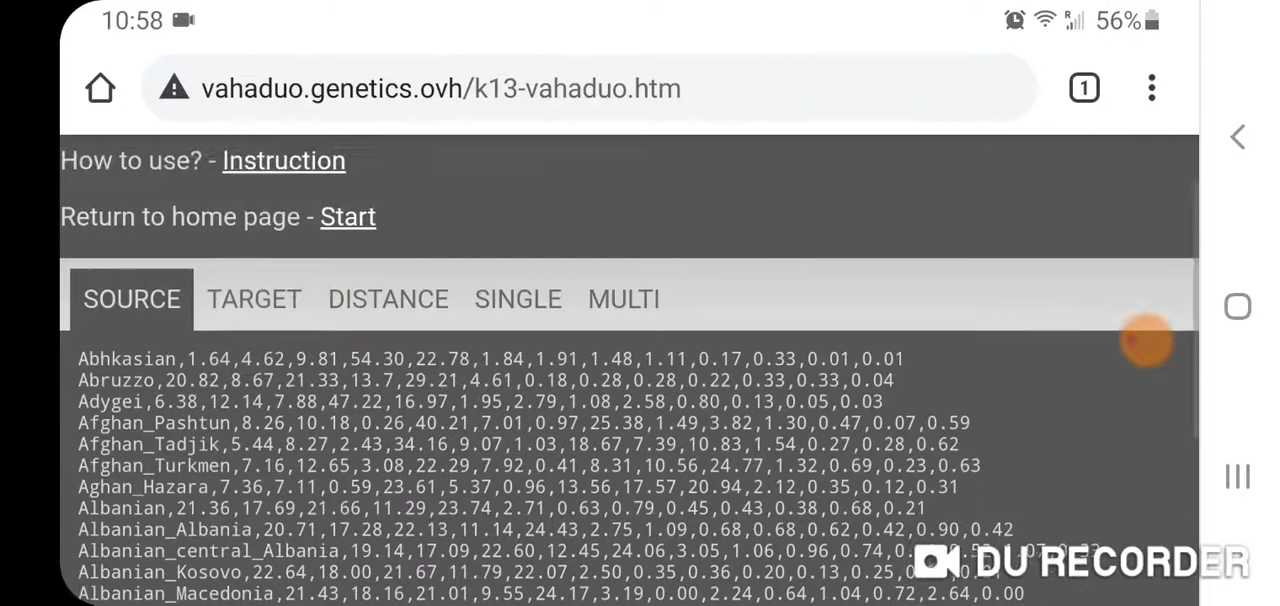 10:58
R
56%
vahaduo.genetics.ovh/k13-vahaduo.htm
1
How to use? - Instruction
Return to home page - Start
SOURCE TARGET DISTANCE SINGLE MULTI
Abhkasian,1.64,4.62,9.81,54.30,22.78,1.84,1.91,1.48,1.11,0.17,0.33,0.01,0.01
Abruzzo,20.82,8.67,21.33,13.7,29.21,4.61,0.18,0.28,0.28,0.22,0.33,0.33,0.04
Adygei,6.38,12.14,7.88,47.22,16.97,1.95,2.79,1.08,2.58,0.80,0.13,0.05,0.03
Afghan_Pashtun,8.26,10.18,0.26,40.21,7.01,0.97,25.38,1.49,3.82,1.30,0.47,0.07,0.59
Afghan_Tadjik,5.44,8.27,2.43,34.16,9.07,1.03,18.67,7.39,10.83,1.54,0.27,0.28,0.62
Afghan_Turkmen,7.16,12.65,3.08,22.29,7.92,0.41,8.31,10.56,24.77,1.32,0.69,0.23,0.63
Aghan_Hazara,7.36,7.11,0.59,23.61,5.37,0.96,13.56,17.57,20.94,2.12,0.35,0.12,0.31
Albanian,21.36,17.69,21.66,11.29,23.74,2.71,0.63,0.79,0.45,0.43,0.38,0.68,0.21
Albanian_Albania,20.71,17.28,22.13,11.14,24.43,2.75,1.09,0.68,0.68,0.62,0.42,0.90,0.42
Albanian_central_Albania,19.14,17.09,22.60,12.45,24.06,3.05,1.06,0.96,0.74,
Albanian_Kosovo,22.64,18.00,21.67,11.79,22.07,2.50,0.35,0.36,0.20,0.13,0.25,
DU RECORDER
Albanian_Macedonia,21.43,18.16,21.01,9.55,24.17,3.19,0.00,2.24,0.64,1.04,0.72,2.64,0.00